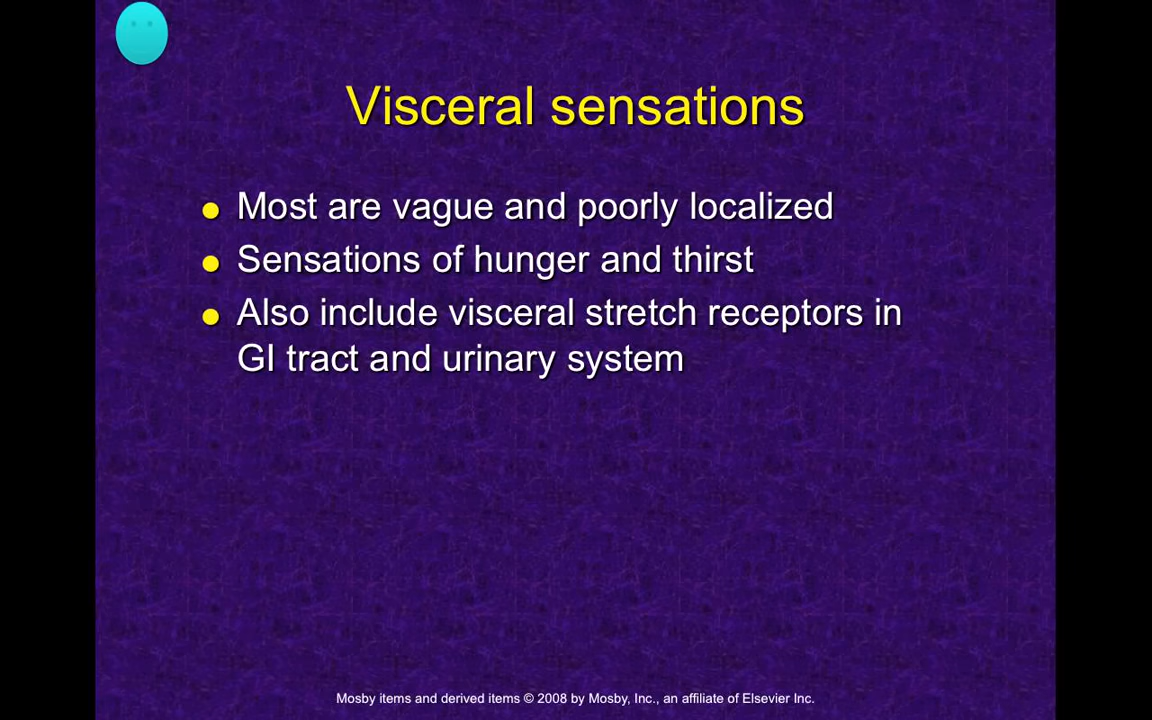 Visceral sensations
Most are vague and poorly localized
Sensations of hunger and thirst
Also include visceral stretch receptors in
GI tract and urinary system
Mosby items and derived items © 2008 by Mosby, Inc., an affiliate of Elsevier Inc.